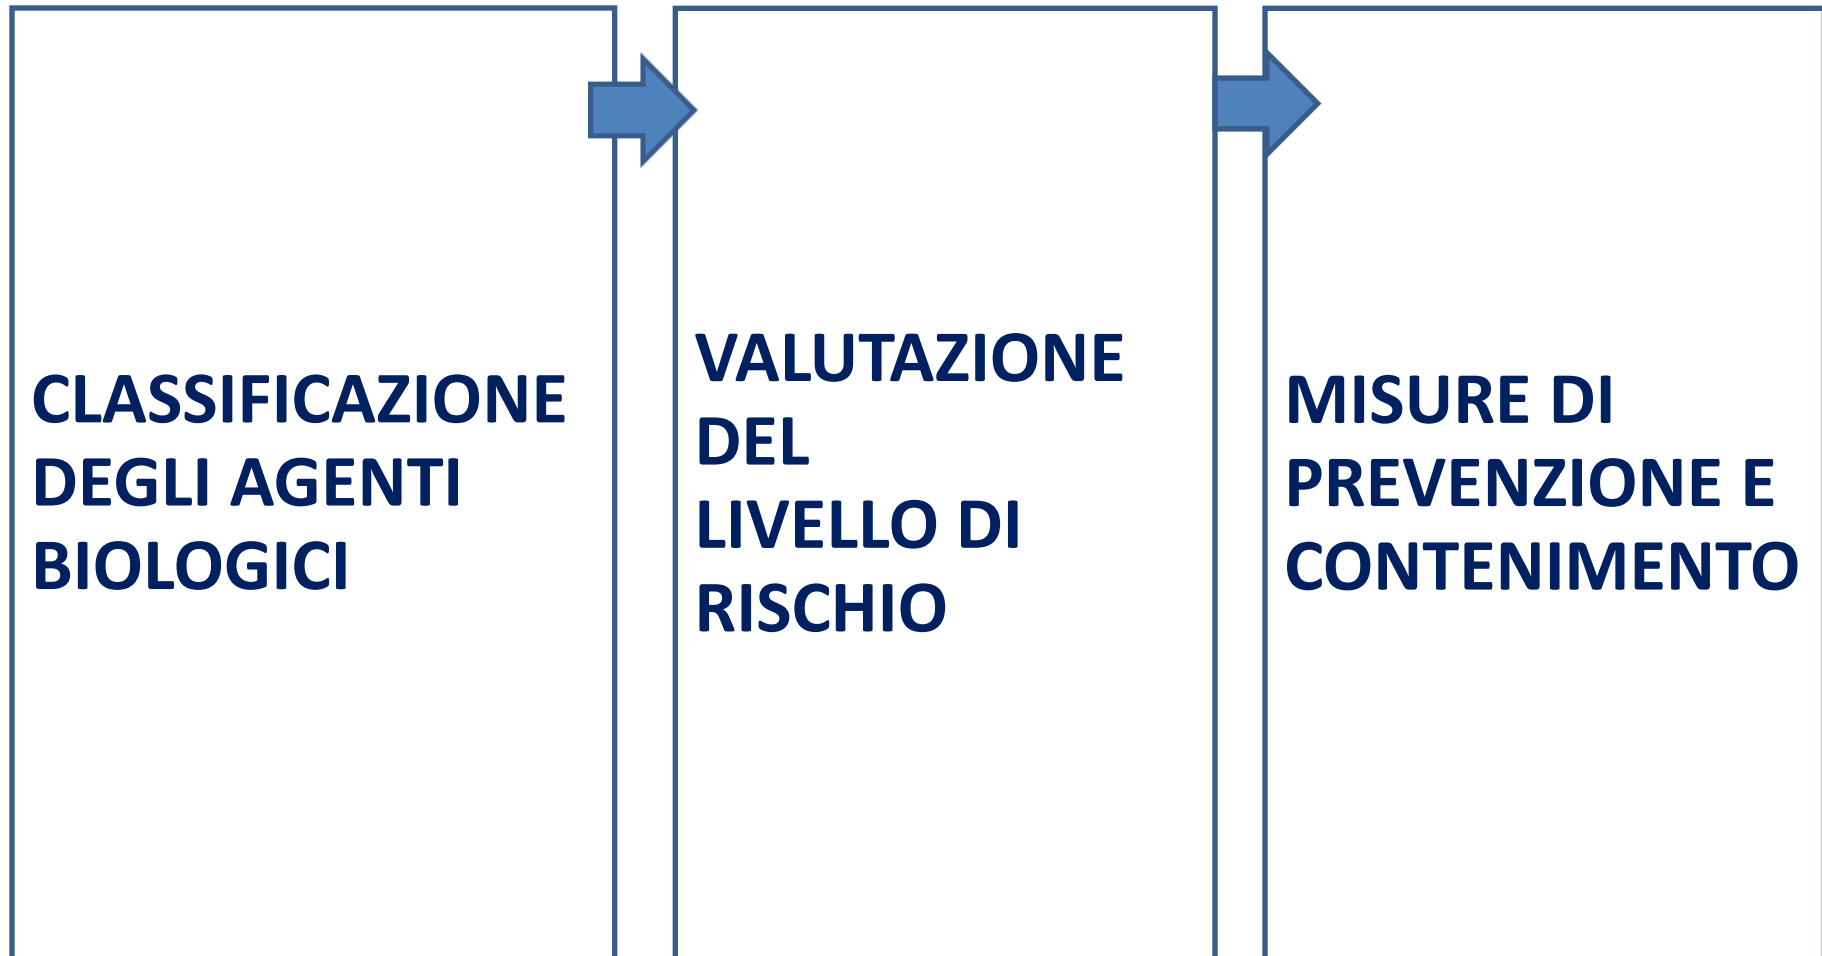 CLASSIFICAZIONE
DEGLI AGENTI
BIOLOGICI
VALUTAZIONE
DEL
LIVELLO DI
RISCHIO
MISURE DI
PREVENZIONE E
CONTENIMENTO